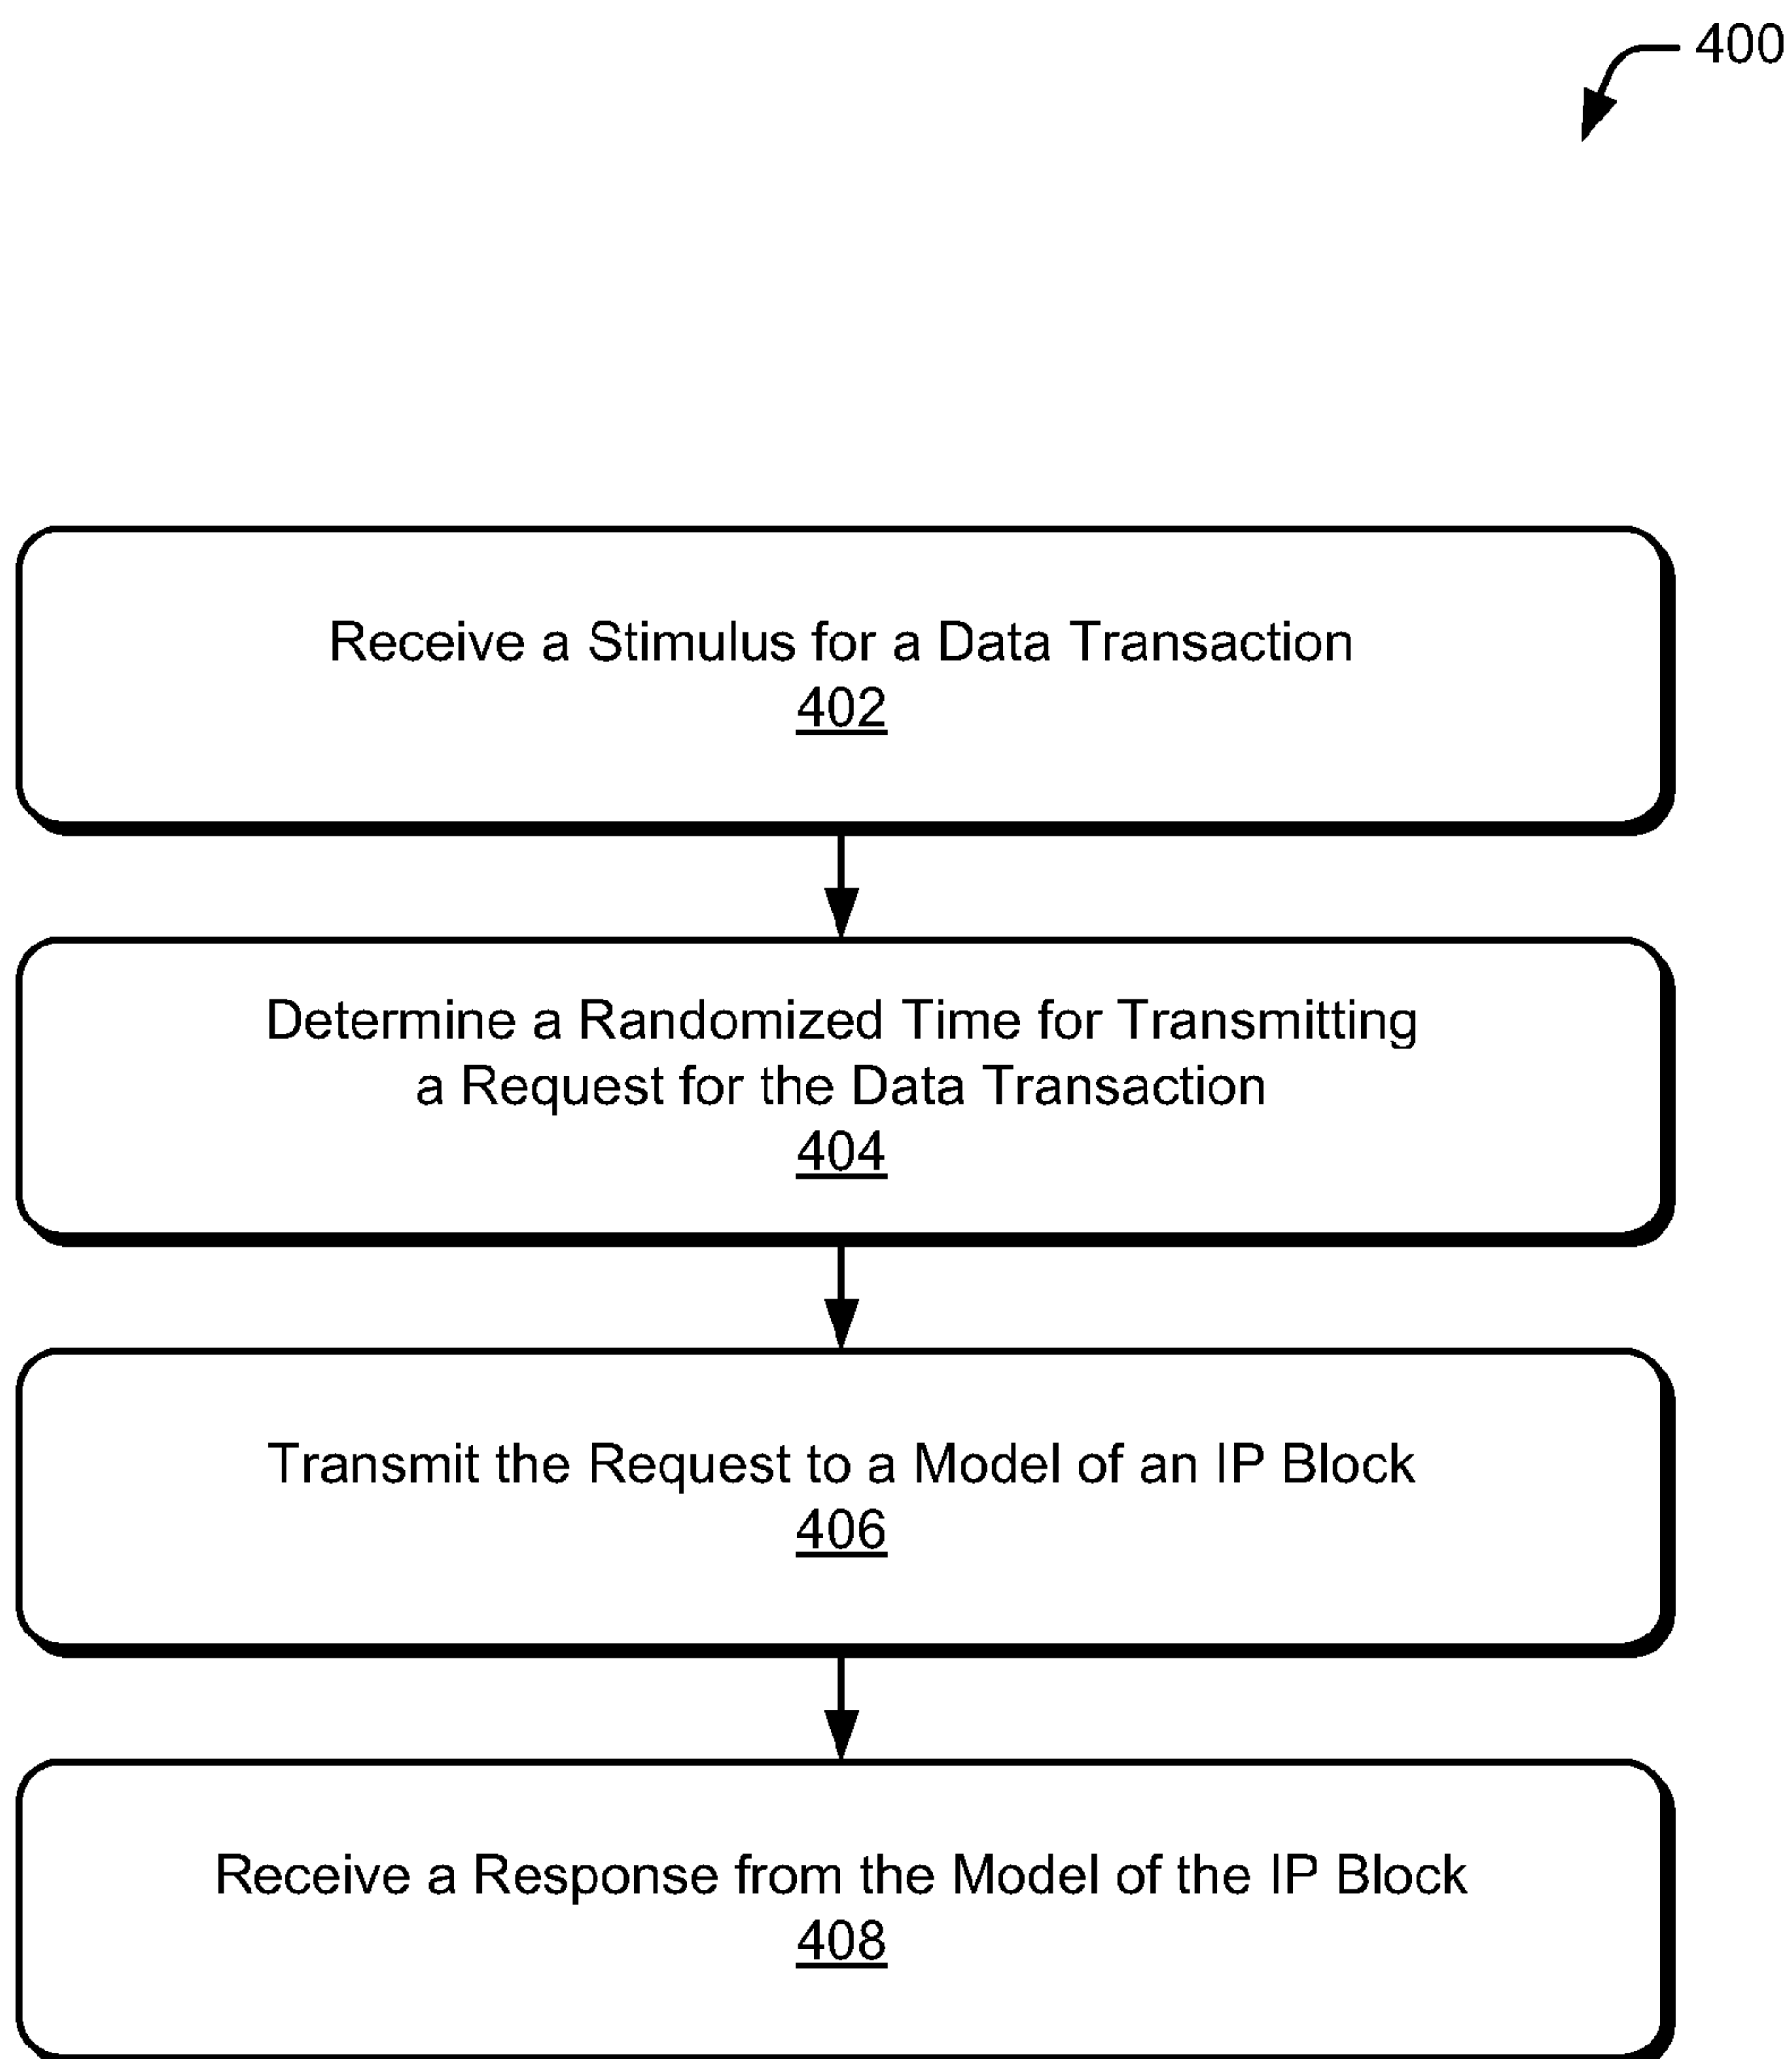 400
Receive a Stimulus for a Data Transaction
402
Determine a Randomized Time for Transmitting
a Request for the Data Transaction
404
Transmit the Request to a Model of an IP Block
406
Receive a Response from the Model of the IP Block
408